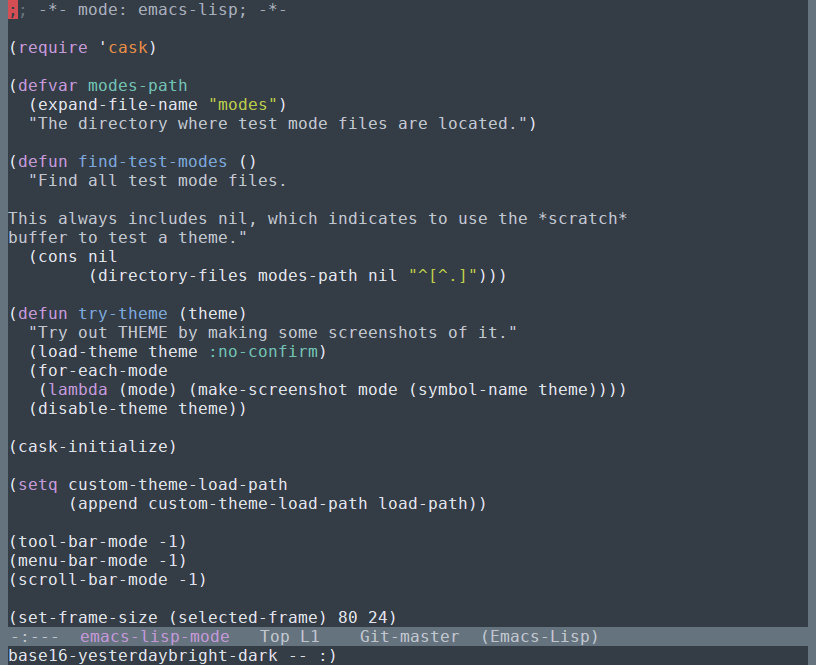 ;; -*- mode: emacs-lisp; -*-

(require 'cask)

(defvar modes-path
  (expand-file-name "modes")
  "The directory where test mode files are located.")

(defun find-test-modes ()
  "Find all test mode files.

This always includes nil, which indicates to use the *scratch*
buffer to test a theme."
  (cons nil
        (directory-files modes-path nil "^[^.]")))

(defun try-theme (theme)
  "Try out THEME by making some screenshots of it."
  (load-theme theme :no-confirm)
  (for-each-mode
   (lambda (mode) (make-screenshot mode (symbol-name theme))))
  (disable-theme theme))

(cask-initialize)

(setq custom-theme-load-path
      (append custom-theme-load-path load-path))

(tool-bar-mode -1)
(menu-bar-mode -1)
(scroll-bar-mode -1)

(set-frame-size (selected-frame) 80 24)
-:---  emacs-lisp-mode   Top L1    Git-master  (Emacs-Lisp)
base16-yesterdaybright-dark -- :)